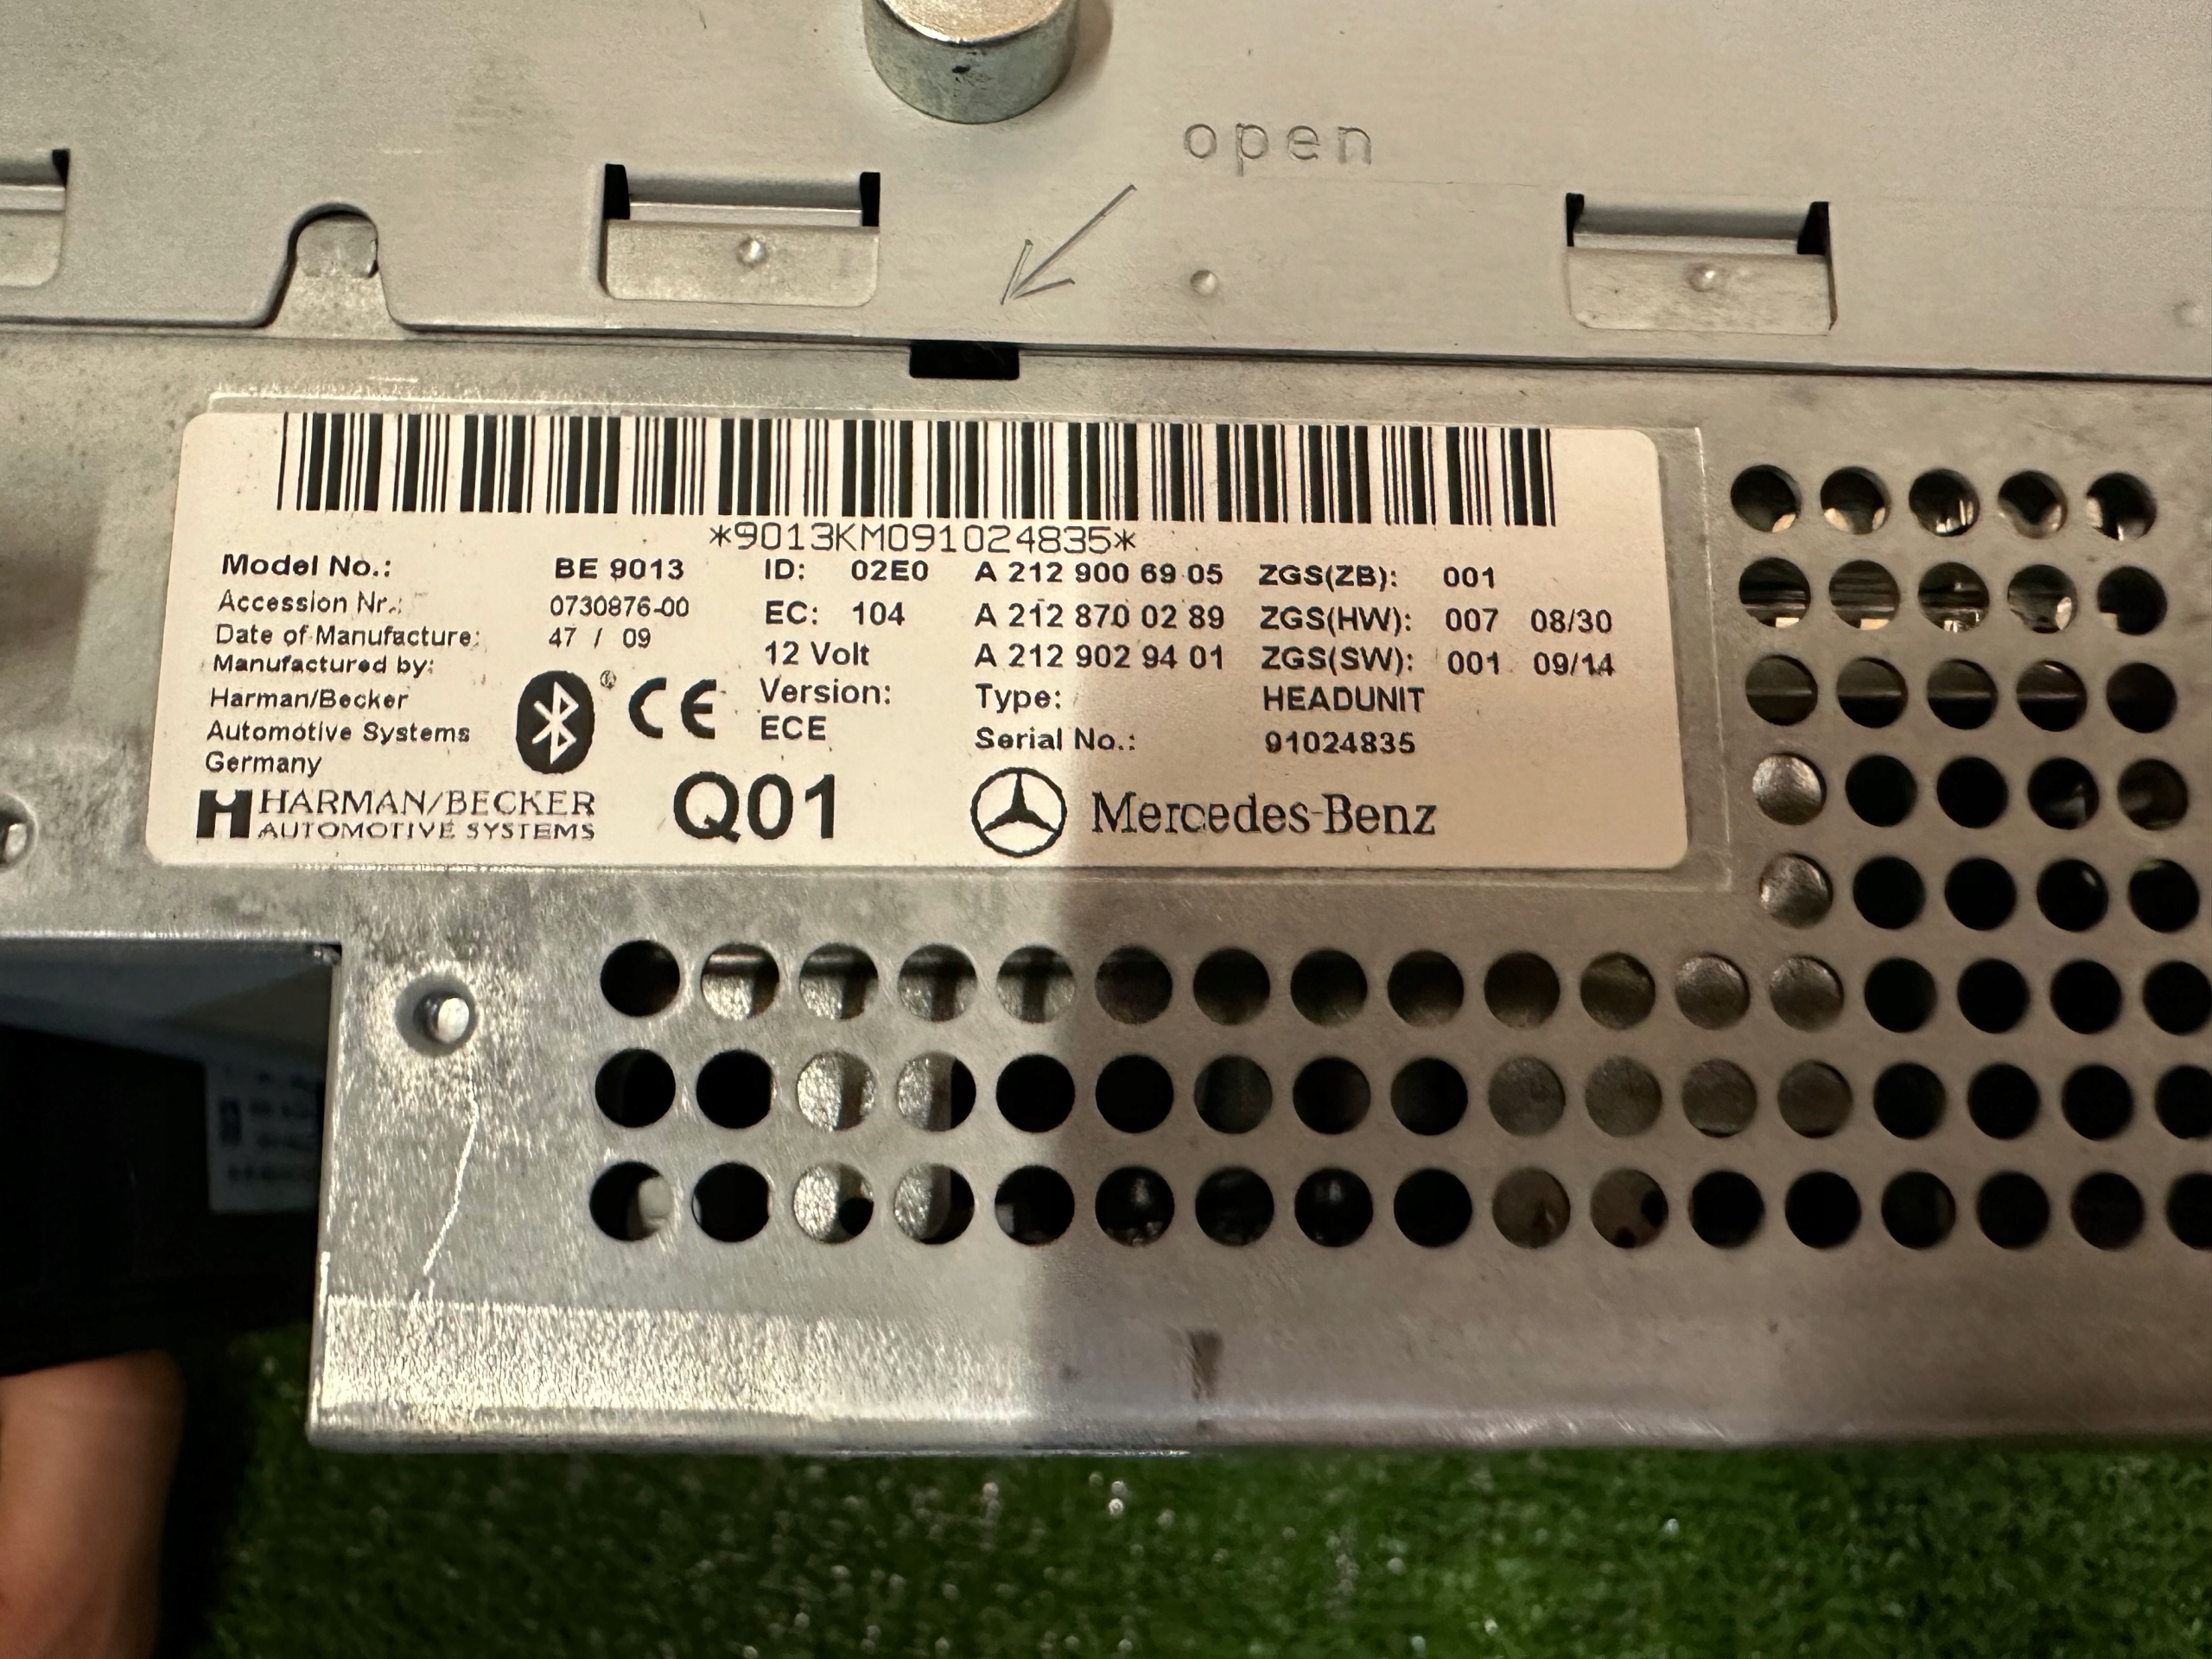 open
*9013KM091024835*
Model No.: BE 9013 ID: 02E0 A 212 900 69 05 ZGS(ZB): 001
Accession Nr.: 0730876-00 EC: 104 A 212 870 02 89 ZGS(HW): 007 08/30
Date of Manufacture: 47 / 09 12 Volt A 212 902 94 01 ZGS(SW): 001 09/14
Manufactured by:
Harman/Becker ® CE Version: Type: HEADUNIT
Automotive Systems ECE Serial No.: 91024835
Germany
HARMAN/BECKER Q01 Mercedes-Benz
AUTOMOTIVE SYSTEMS